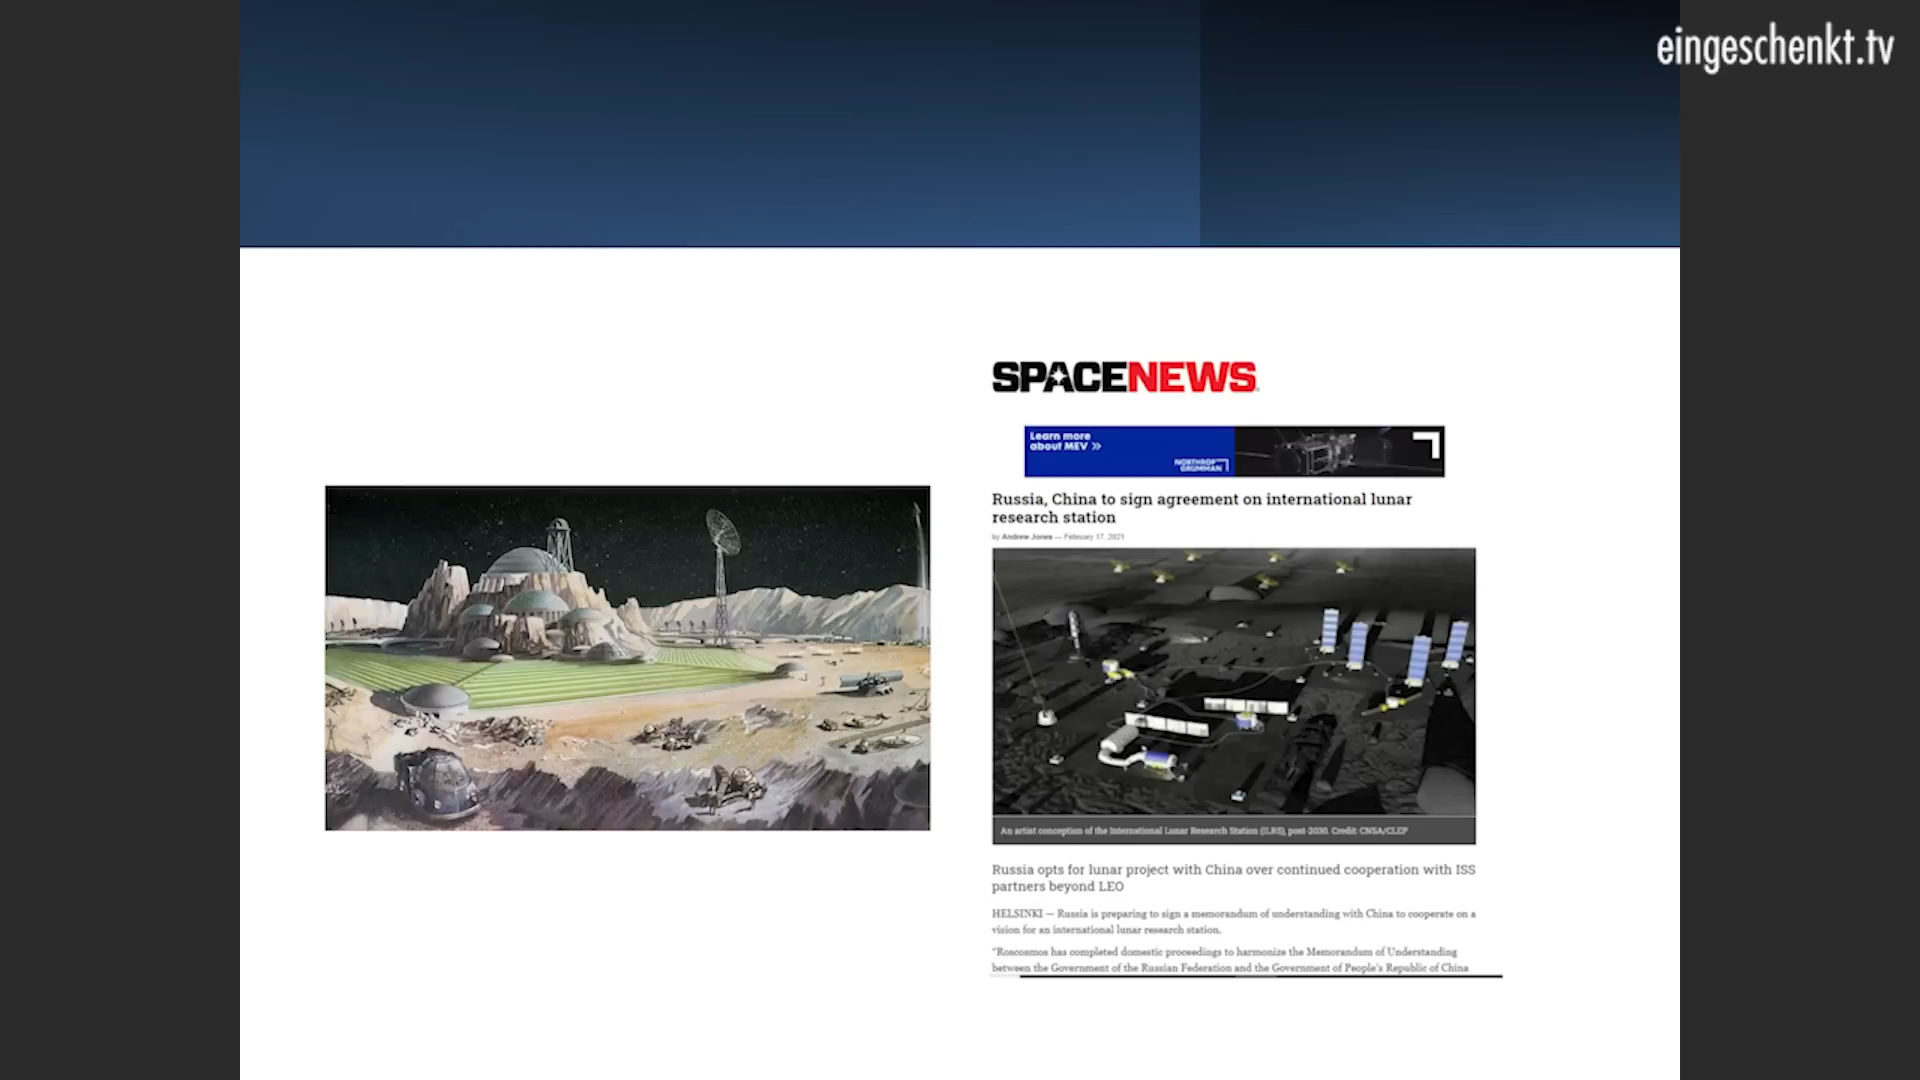 eingeschenkt.tv
SPACENEWS
Learn more
about MEV >>
NORTHROP
GRUMMAN
Russia, China to sign agreement on international lunar
research station
by Andrew Jones — February 17, 2021
An artist conception of the International Lunar Research Station (ILRS), post-2030. Credit: CNSA/CLEP
Russia opts for lunar project with China over continued cooperation with ISS
partners beyond LEO
HELSINKI — Russia is preparing to sign a memorandum of understanding with China to cooperate on a
vision for an international lunar research station.
“Roscosmos has completed domestic proceedings to harmonize the Memorandum of Understanding
between the Government of the Russian Federation and the Government of People's Republic of China